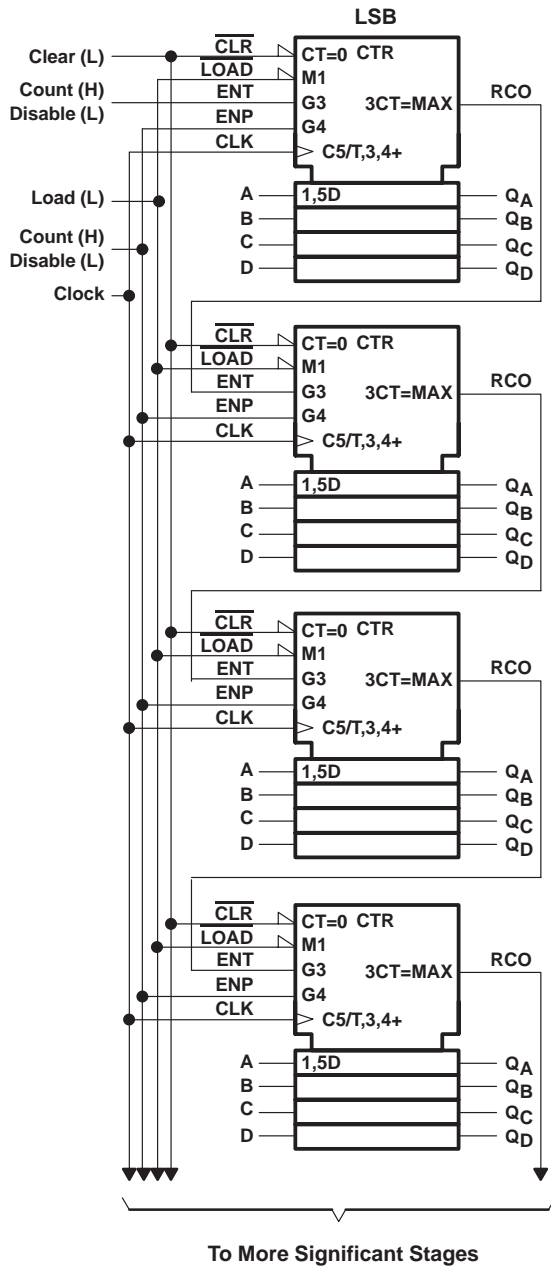 LSB
Clear (L)
CLR
CT=0 CTR
LOAD
M1
Count (H)
Disable (L)
ENT
G3
3CT=MAX
RCO
ENP
G4
CLK
C5/T,3,4+
Load (L)
A
1,5D
QA
B
QB
Count (H)
Disable (L)
C
QC
D
QD
Clock
CLR
CT=0 CTR
LOAD
M1
ENT
G3
3CT=MAX
RCO
ENP
G4
CLK
C5/T,3,4+
A
1,5D
QA
B
QB
C
QC
D
QD
CLR
CT=0 CTR
LOAD
M1
ENT
G3
3CT=MAX
RCO
ENP
G4
CLK
C5/T,3,4+
A
1,5D
QA
B
QB
C
QC
D
QD
CLR
CT=0 CTR
LOAD
M1
ENT
G3
3CT=MAX
RCO
ENP
G4
CLK
C5/T,3,4+
A
1,5D
QA
B
QB
C
QC
D
QD
To More Significant Stages